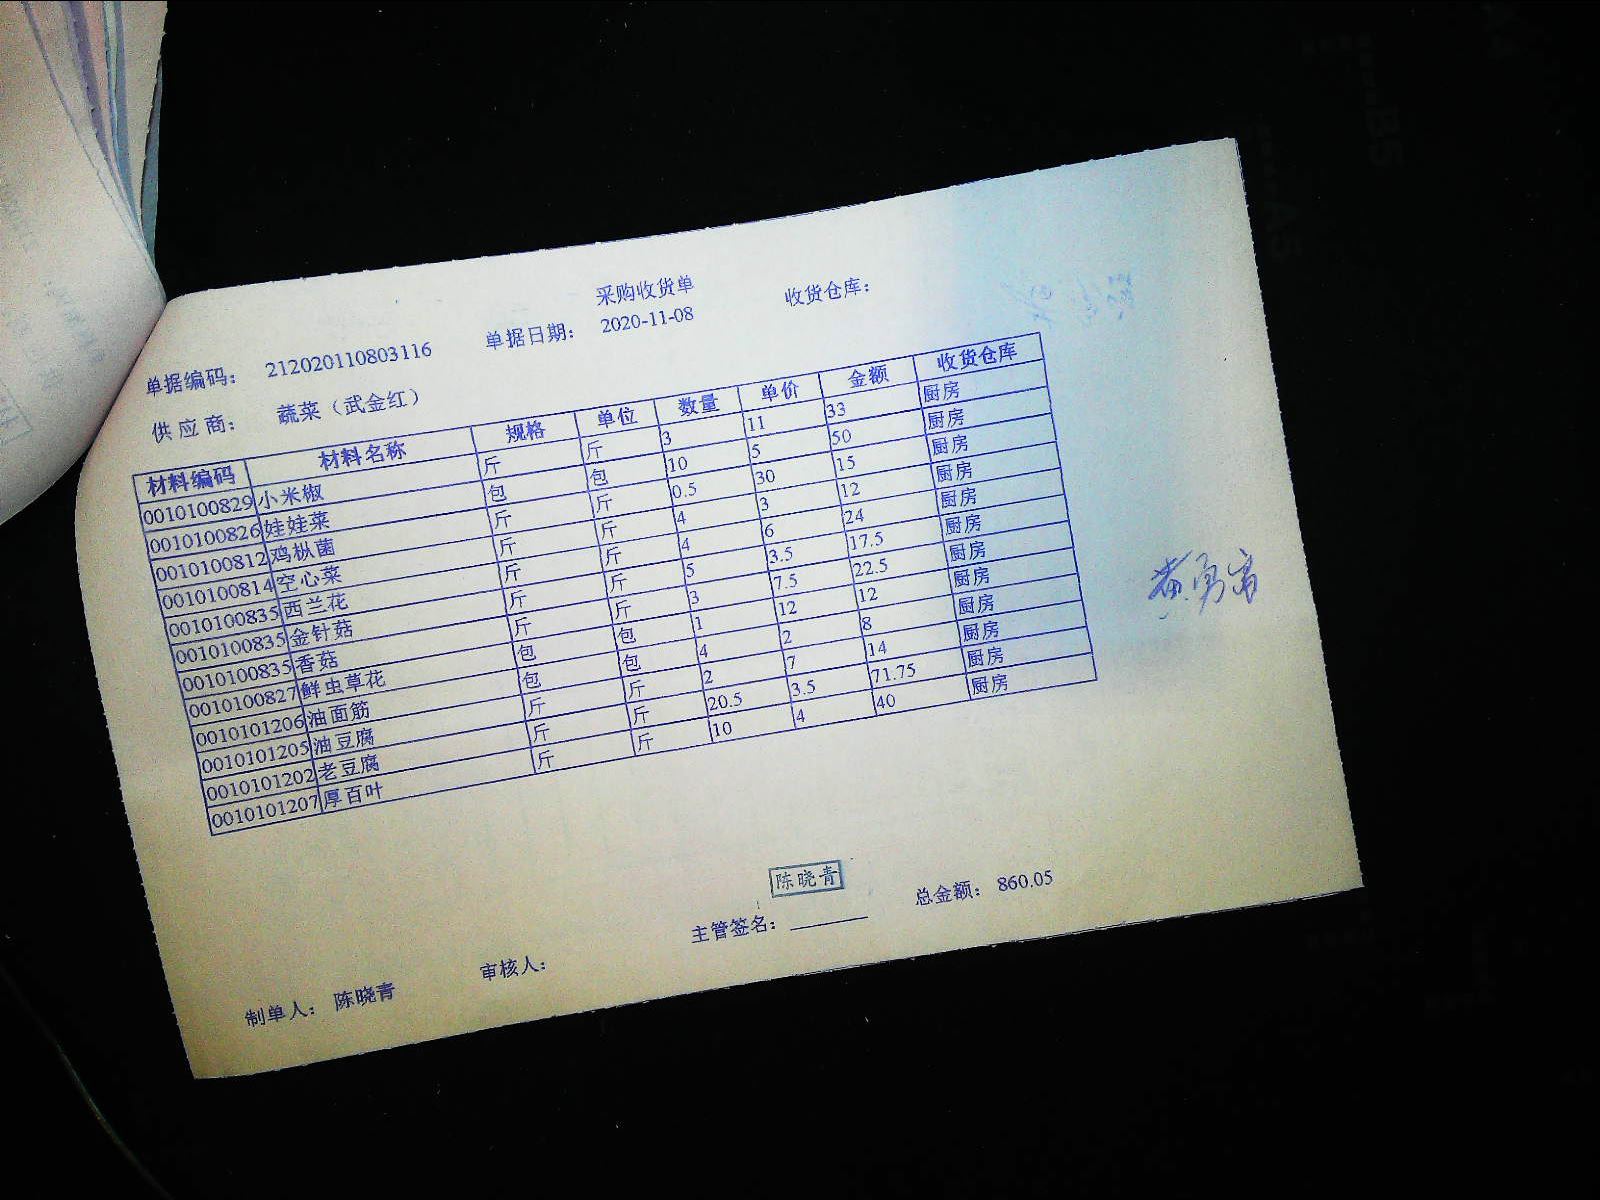 采购收货单
单据编码： 212020110803116 单据日期： 2020-11-08 收货仓库：
供应商： 蔬菜（武金红）
材料编码 材料名称 规格 单位 数量 单价 金额 收货仓库
0010100829 小米椒 斤 斤 3 11 33 厨房
0010100826 娃娃菜 包 包 10 5 50 厨房
0010100812 鸡枞菌 斤 斤 0.5 30 15 厨房
0010100814 空心菜 斤 斤 4 3 12 厨房
0010100835 西兰花 斤 斤 4 6 24 厨房
0010100835 金针菇 斤 斤 5 3.5 17.5 厨房
0010100835 香菇 斤 斤 3 7.5 22.5 厨房
0010100827 鲜虫草花 包 包 1 12 12 厨房
0010101206 油面筋 包 包 4 2 8 厨房
0010101205 油豆腐 斤 斤 2 7 14 厨房
0010101202 老豆腐 斤 斤 20.5 3.5 71.75 厨房
0010101207 厚百叶 斤 斤 10 4 40 厨房
黄勇富
陈晓青
制单人： 陈晓青 审核人： 主管签名： 总金额： 860.05